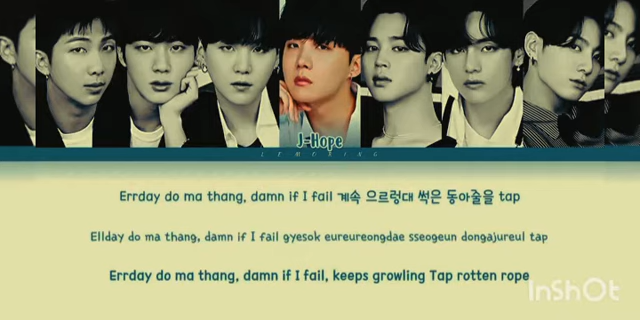 J-Hope
LEMORING
Errday do ma thang, damn if I fail 계속 으르렁대 썩은 동아줄을 tap
Ellday do ma thang, damn if I fail gyesok eureureongdae sseogeun dongajureul tap
Errday do ma thang, damn if I fail, keeps growling Tap rotten rope
InShOt